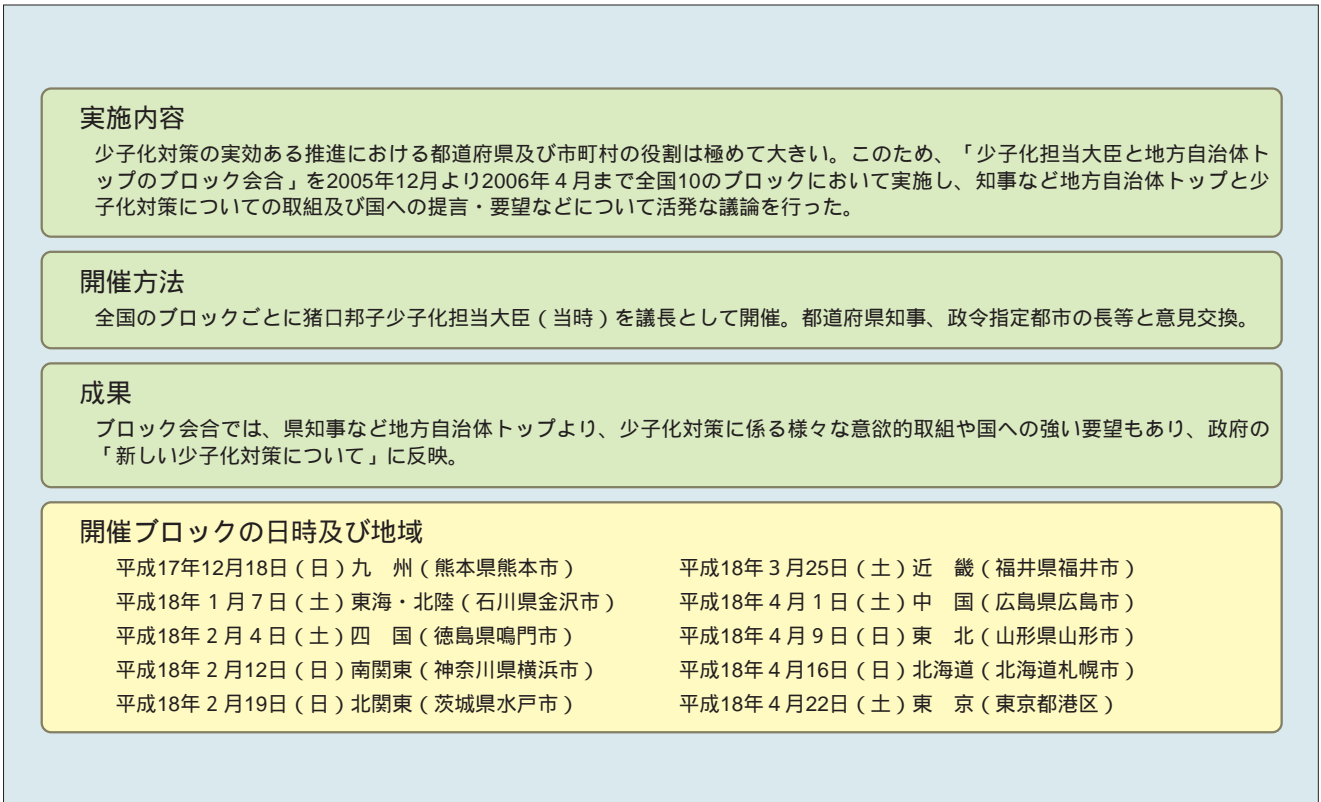 実施内容
少子化対策の実効ある推進における都道府県及び市町村の役割は極めて大きい。このため、「少子化担当大臣と地方自治体ト
ップのブロック会合」を2005年12月より2006年４月まで全国10のブロックにおいて実施し、知事など地方自治体トップと少
子化対策についての取組及び国への提言・要望などについて活発な議論を行った。
開催方法
全国のブロックごとに猪口邦子少子化担当大臣（当時）を議長として開催。都道府県知事、政令指定都市の長等と意見交換。
成果
ブロック会合では、県知事など地方自治体トップより、少子化対策に係る様々な意欲的取組や国への強い要望もあり、政府の
「新しい少子化対策について」に反映。
開催ブロックの日時及び地域
平成17年12月18日（日）九　州（熊本県熊本市）
平成18年１月７日（土）東海・北陸（石川県金沢市）
平成18年２月４日（土）四　国（徳島県鳴門市）
平成18年２月12日（日）南関東（神奈川県横浜市）
平成18年２月19日（日）北関東（茨城県水戸市）
平成18年３月25日（土）近　畿（福井県福井市）
平成18年４月１日（土）中　国（広島県広島市）
平成18年４月９日（日）東　北（山形県山形市）
平成18年４月16日（日）北海道（北海道札幌市）
平成18年４月22日（土）東　京（東京都港区）